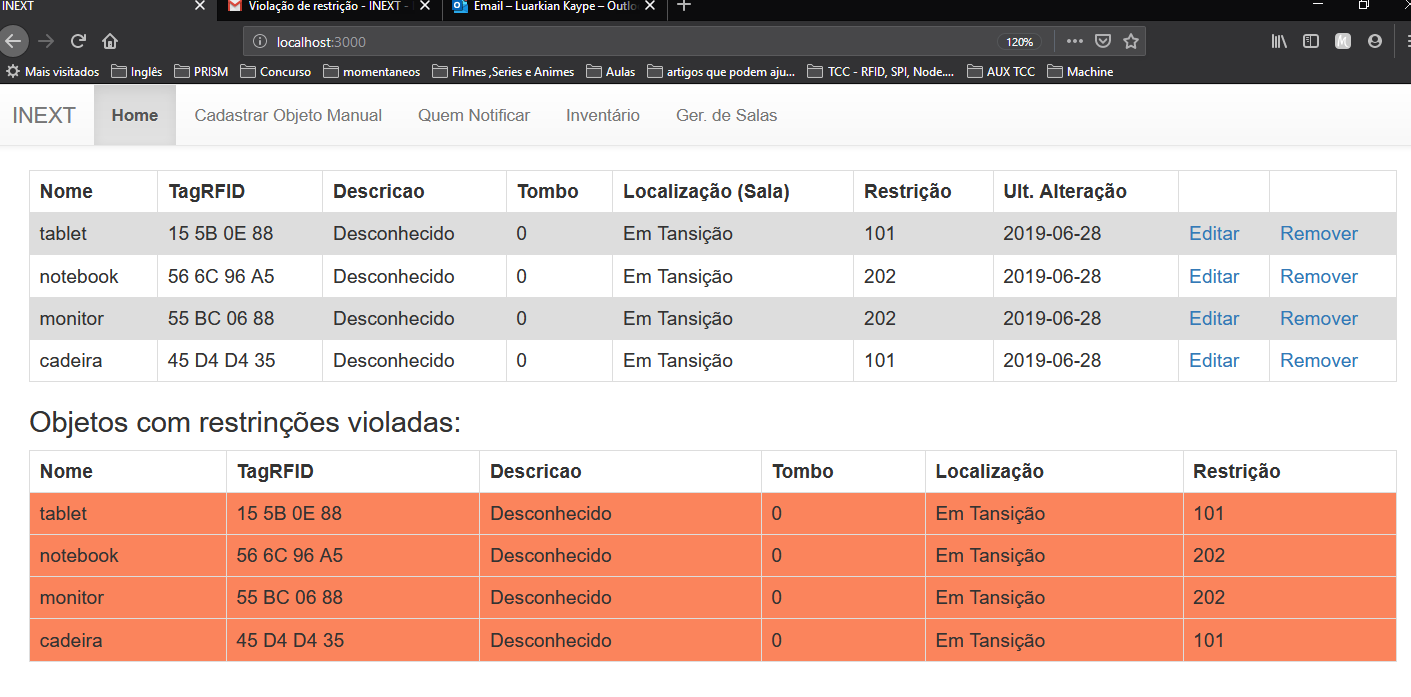 INEXT Violação de restrição - INEXT - Email – Luarkian Kaype – Outlo
localhost:3000 120%
Mais visitados Inglês PRISM Concurso momentaneos Filmes ,Series e Animes Aulas artigos que podem aju... TCC - RFID, SPI, Node.... AUX TCC Machine
INEXT Home Cadastrar Objeto Manual Quem Notificar Inventário Ger. de Salas
Nome TagRFID Descricao Tombo Localização (Sala) Restrição Ult. Alteração
tablet 15 5B 0E 88 Desconhecido 0 Em Tansição 101 2019-06-28 Editar Remover
notebook 56 6C 96 A5 Desconhecido 0 Em Tansição 202 2019-06-28 Editar Remover
monitor 55 BC 06 88 Desconhecido 0 Em Tansição 202 2019-06-28 Editar Remover
cadeira 45 D4 D4 35 Desconhecido 0 Em Tansição 101 2019-06-28 Editar Remover
Objetos com restrinções violadas:
Nome TagRFID Descricao Tombo Localização Restrição
tablet 15 5B 0E 88 Desconhecido 0 Em Tansição 101
notebook 56 6C 96 A5 Desconhecido 0 Em Tansição 202
monitor 55 BC 06 88 Desconhecido 0 Em Tansição 202
cadeira 45 D4 D4 35 Desconhecido 0 Em Tansição 101